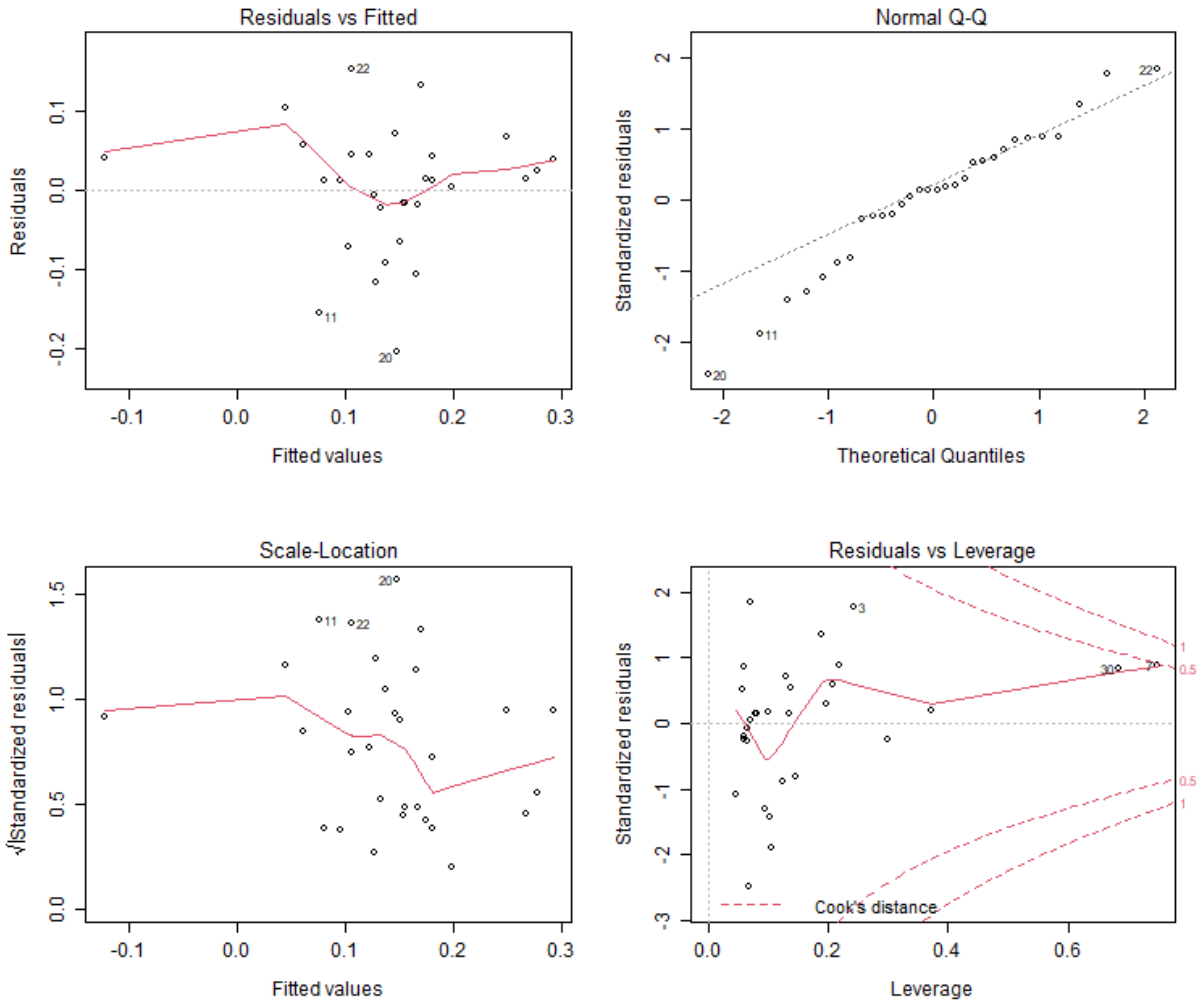 Residuals vs Fitted
Residuals
0.1
0.0
-0.1
-0.2
22
11
20
-0.1 0.0 0.1 0.2 0.3
Fitted values
Normal Q-Q
Standardized residuals
2
1
0
-1
-2
22
11
20
-2 -1 0 1 2
Theoretical Quantiles
Scale-Location
√|Standardized residuals|
1.5
1.0
0.5
0.0
20
11
22
-0.1 0.0 0.1 0.2 0.3
Fitted values
Residuals vs Leverage
Standardized residuals
2
1
0
-1
-2
-3
3
30
7
1
0.5
0.5
1
Cook's distance
0.0 0.2 0.4 0.6
Leverage